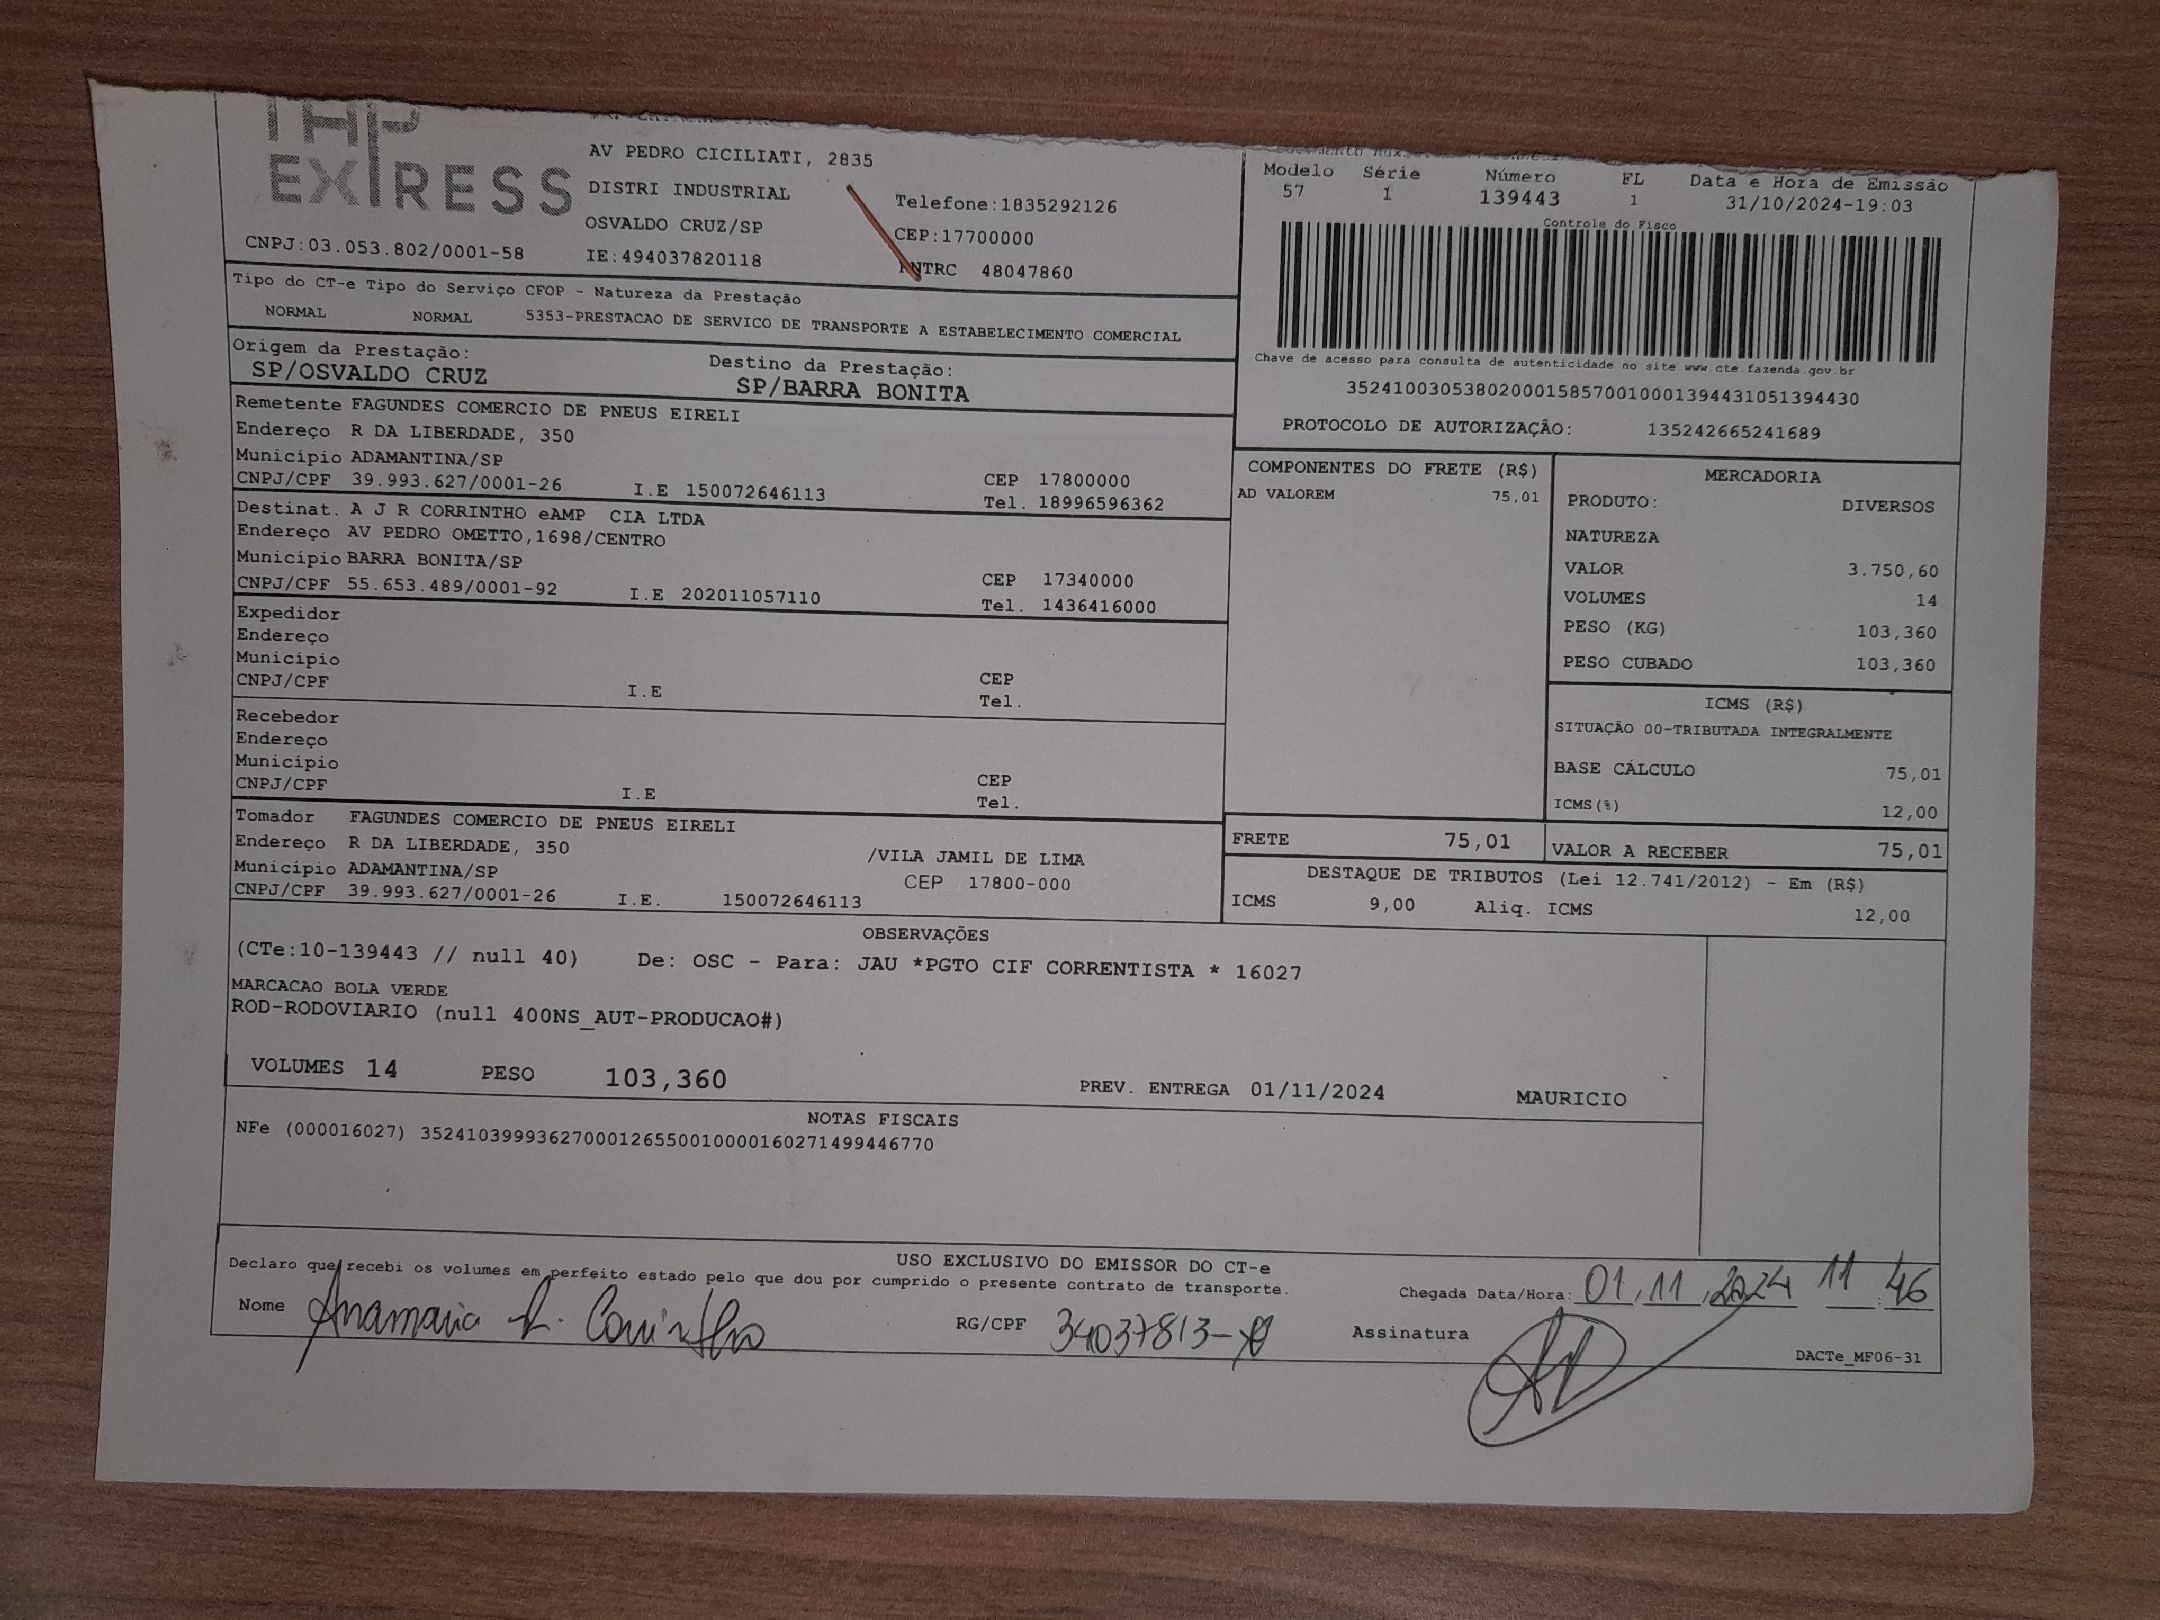 THP
EXPRESS
AV PEDRO CICILIATI, 2835
DISTRI INDUSTRIAL
Telefone:1835292126
OSVALDO CRUZ/SP
CEP:17700000
CNPJ:03.053.802/0001-58
IE:494037820118
RNTRC 48047860
Modelo Série Número FL Data e Hora de Emissão
57 1 139443 1 31/10/2024-19:03
Controle do Fisco
Chave de acesso para consulta de autenticidade no site www.cte.fazenda.gov.br
35241003053802000158570010001394431051394430
PROTOCOLO DE AUTORIZAÇÃO: 135242665241689
Tipo do CT-e Tipo do Serviço CFOP - Natureza da Prestação
NORMAL NORMAL 5353-PRESTACAO DE SERVICO DE TRANSPORTE A ESTABELECIMENTO COMERCIAL
Origem da Prestação: Destino da Prestação:
SP/OSVALDO CRUZ SP/BARRA BONITA
Remetente FAGUNDES COMERCIO DE PNEUS EIRELI
Endereço R DA LIBERDADE, 350
Município ADAMANTINA/SP CEP 17800000
CNPJ/CPF 39.993.627/0001-26 I.E 150072646113 Tel. 18996596362
Destinat. A J R CORRINTHO eAMP CIA LTDA
Endereço AV PEDRO OMETTO,1698/CENTRO
Município BARRA BONITA/SP CEP 17340000
CNPJ/CPF 55.653.489/0001-92 I.E 202011057110 Tel. 1436416000
Expedidor
Endereço
Município CEP
CNPJ/CPF I.E Tel.
Recebedor
Endereço
Município CEP
CNPJ/CPF I.E Tel.
Tomador FAGUNDES COMERCIO DE PNEUS EIRELI
Endereço R DA LIBERDADE, 350 /VILA JAMIL DE LIMA
Município ADAMANTINA/SP CEP 17800-000
CNPJ/CPF 39.993.627/0001-26 I.E. 150072646113
COMPONENTES DO FRETE (R$)
AD VALOREM 75,01
MERCADORIA
PRODUTO: DIVERSOS
NATUREZA
VALOR 3.750,60
VOLUMES 14
PESO (KG) 103,360
PESO CUBADO 103,360
ICMS (R$)
SITUAÇÃO 00-TRIBUTADA INTEGRALMENTE
BASE CÁLCULO 75,01
ICMS(%) 12,00
FRETE 75,01 VALOR A RECEBER 75,01
DESTAQUE DE TRIBUTOS (Lei 12.741/2012) - Em (R$)
ICMS 9,00 Aliq. ICMS 12,00
OBSERVAÇÕES
(CTe:10-139443 // null 40) De: OSC - Para: JAU *PGTO CIF CORRENTISTA * 16027
MARCACAO BOLA VERDE
ROD-RODOVIARIO (null 400NS_AUT-PRODUCAO#)
VOLUMES 14 PESO 103,360 PREV. ENTREGA 01/11/2024 MAURICIO
NOTAS FISCAIS
NFe (000016027) 35241039993627000126550010000160271499446770
USO EXCLUSIVO DO EMISSOR DO CT-e
Declaro que recebi os volumes em perfeito estado pelo que dou por cumprido o presente contrato de transporte.
Chegada Data/Hora: 01 11 2024 11 : 46
Nome Anamaria R. Corrintho RG/CPF 34037813- Assinatura
DACTe_MF06-31